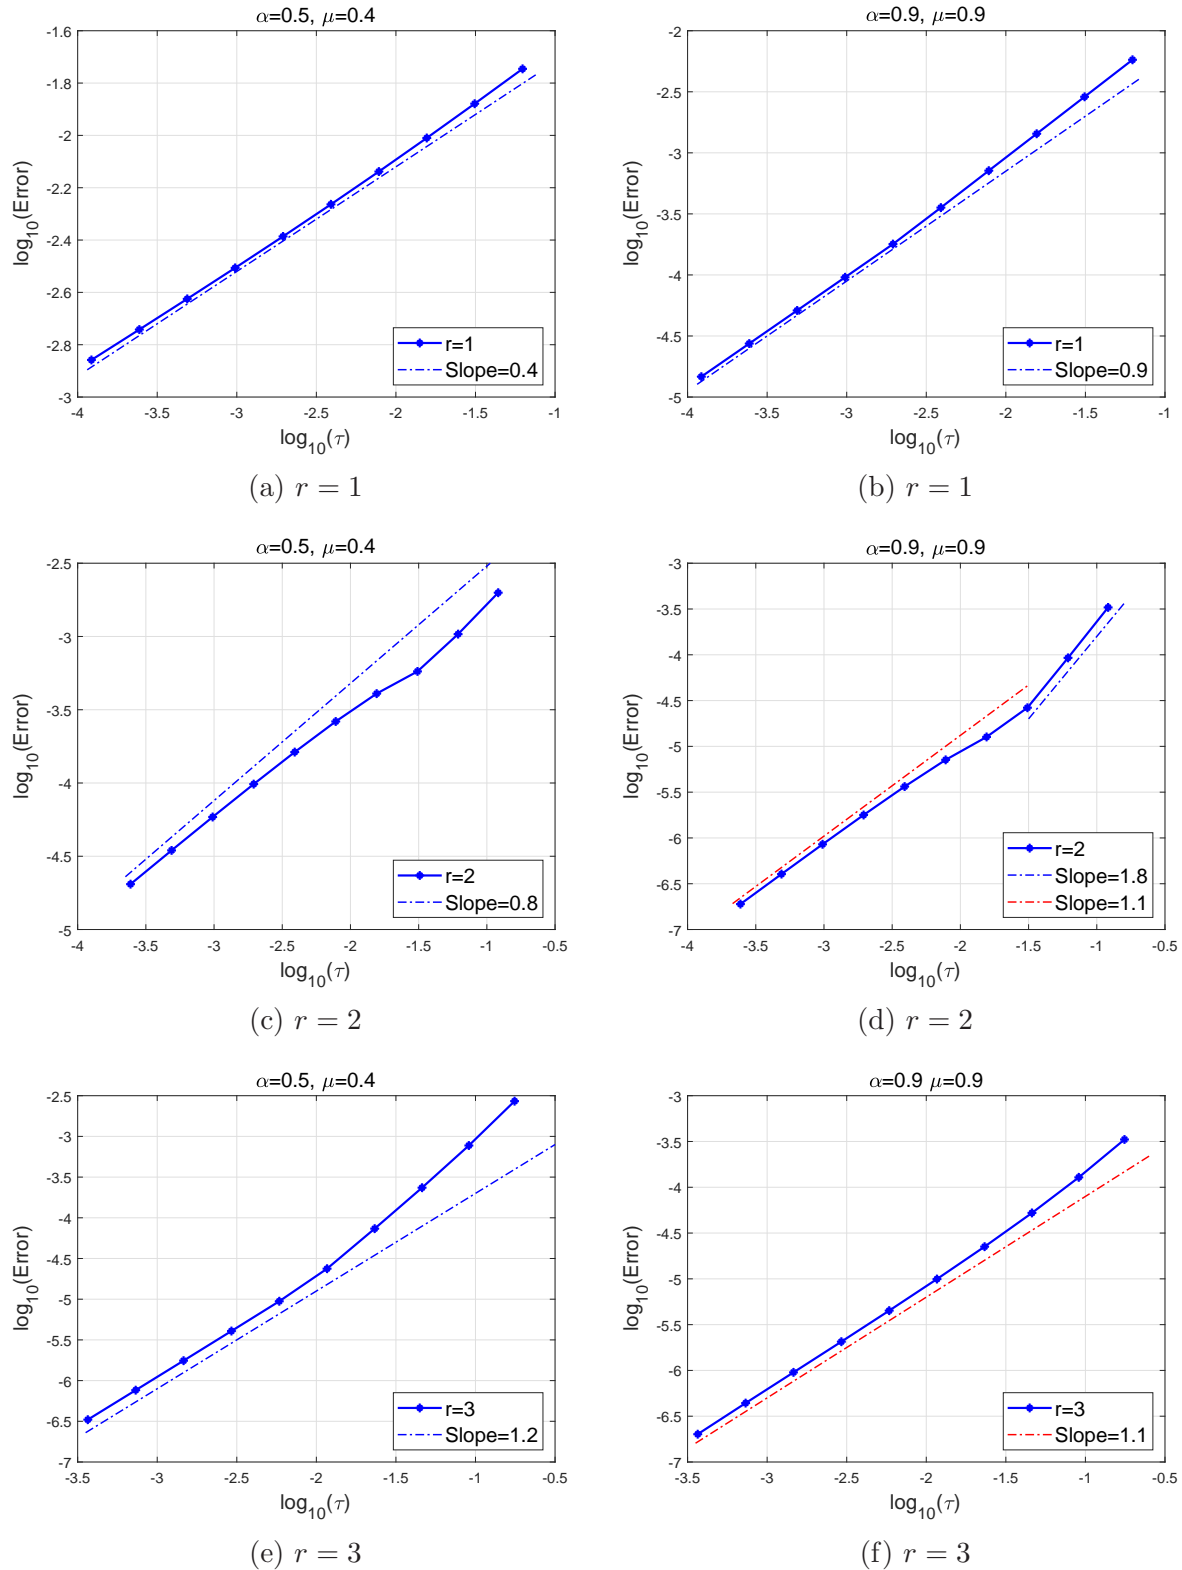 α=0.5, μ=0.4
-1.6
-1.8
-2
-2.2
-2.4
-2.6
-2.8
-3
log10(Error)
r=1
Slope=0.4
-4 -3.5 -3 -2.5 -2 -1.5 -1
log10(τ)
(a) r = 1
α=0.9, μ=0.9
-2
-2.5
-3
-3.5
-4
-4.5
-5
log10(Error)
r=1
Slope=0.9
-4 -3.5 -3 -2.5 -2 -1.5 -1
log10(τ)
(b) r = 1
α=0.5, μ=0.4
-2.5
-3
-3.5
-4
-4.5
-5
log10(Error)
r=2
Slope=0.8
-4 -3.5 -3 -2.5 -2 -1.5 -1 -0.5
log10(τ)
(c) r = 2
α=0.9, μ=0.9
-3
-3.5
-4
-4.5
-5
-5.5
-6
-6.5
-7
log10(Error)
r=2
Slope=1.8
Slope=1.1
-4 -3.5 -3 -2.5 -2 -1.5 -1 -0.5
log10(τ)
(d) r = 2
α=0.5, μ=0.4
-2.5
-3
-3.5
-4
-4.5
-5
-5.5
-6
-6.5
-7
log10(Error)
r=3
Slope=1.2
-3.5 -3 -2.5 -2 -1.5 -1 -0.5
log10(τ)
(e) r = 3
α=0.9 μ=0.9
-3
-3.5
-4
-4.5
-5
-5.5
-6
-6.5
-7
log10(Error)
r=3
Slope=1.1
-3.5 -3 -2.5 -2 -1.5 -1 -0.5
log10(τ)
(f) r = 3